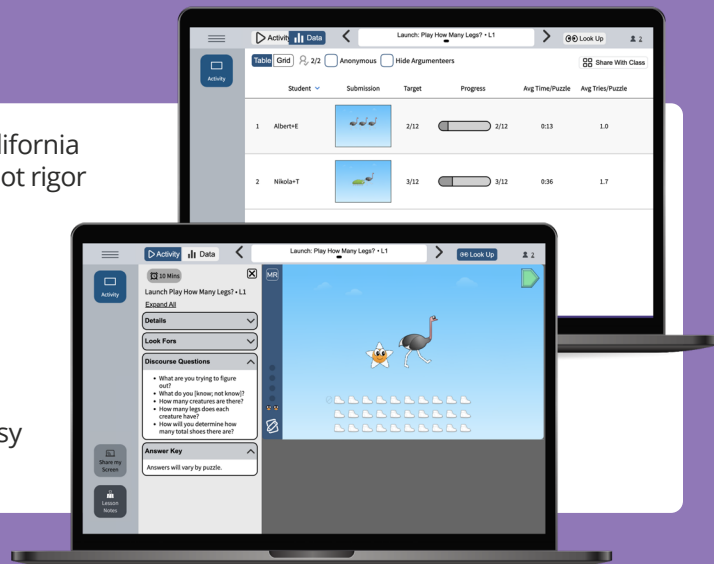 lifornia
ot rigor
sy
Activity
Data
Launch: Play How Many Legs? • L1
Look Up
2
Activity
Table
Grid
2/2
Anonymous
Hide Argumenteers
Share With Class
Student
Submission
Target
Progress
Avg Time/Puzzle
Avg Tries/Puzzle
1
Albert+E
2/12
2/12
0:13
1.0
2
Nikola+T
3/12
3/12
0:36
1.7
Activity
Data
Launch: Play How Many Legs? • L1
Look Up
2
Activity
Share my
Screen
Lesson
Notes
10 Mins
Launch Play How Many Legs? • L1
Expand All
Details
Look Fors
Discourse Questions
• What are you trying to figure
out?
• What do you [know; not know]?
• How many creatures are there?
• How many legs does each
creature have?
• How will you determine how
many total shoes there are?
Answer Key
Answers will vary by puzzle.
MR